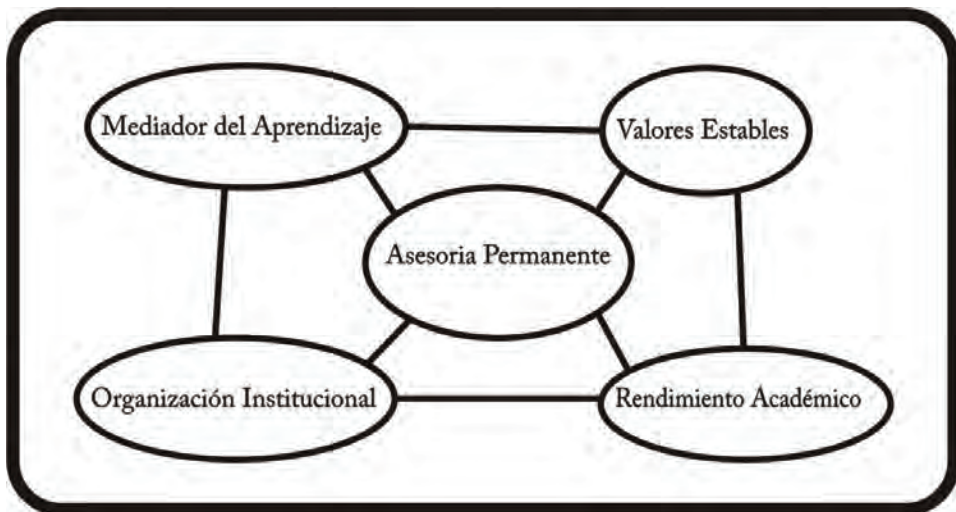 Mediador del Aprendizaje
Valores Estables
Asesoria Permanente
Organización Institucional
Rendimiento Académico